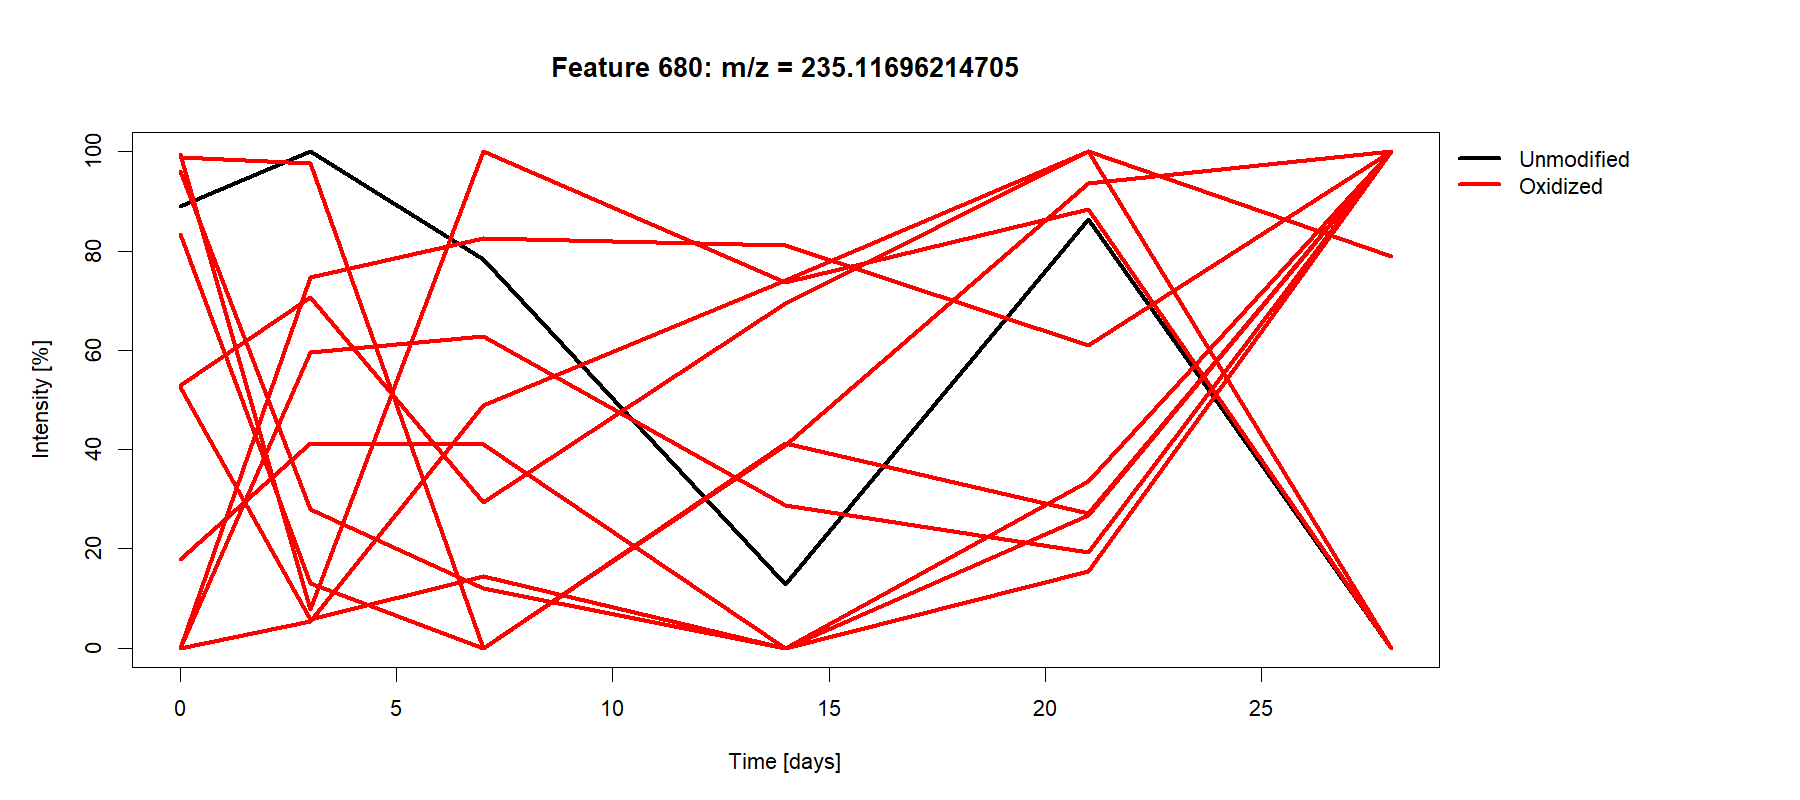 Feature 680: m/z = 235.11696214705
Unmodified
Oxidized
Intensity [%]
100
80
60
40
20
0
0 5 10 15 20 25
Time [days]